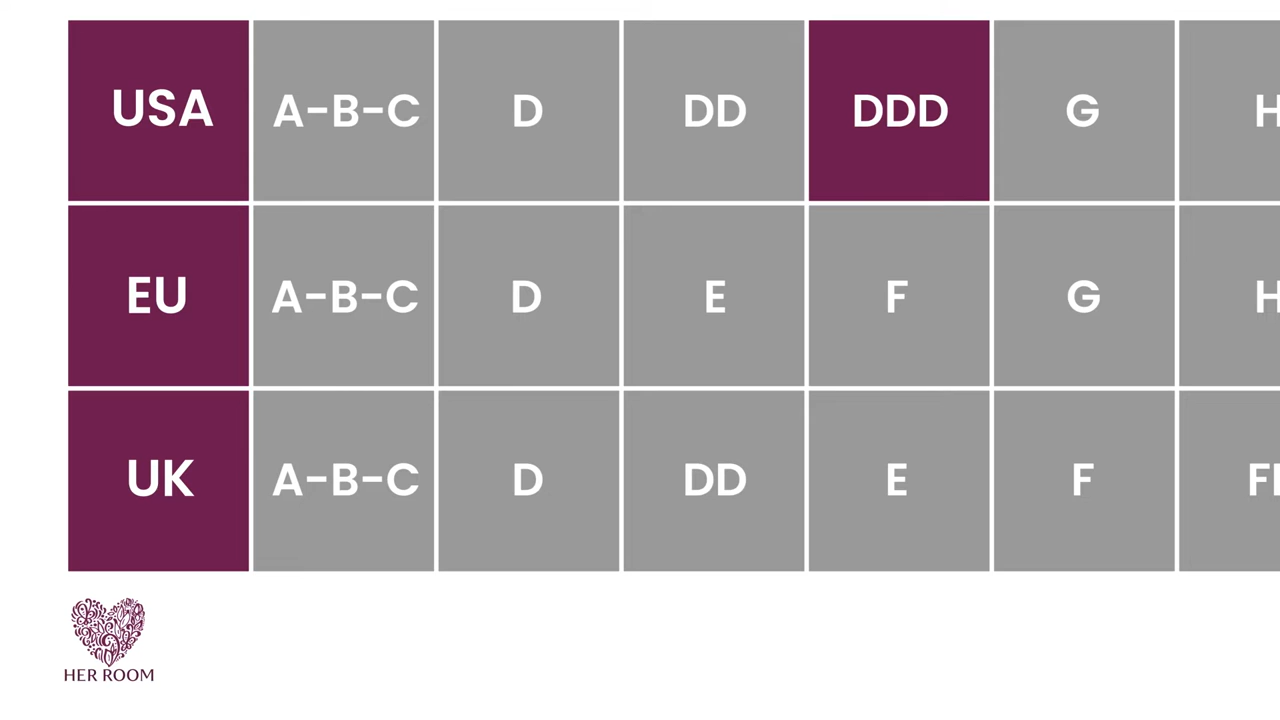 USA A-B-C D DD DDD G H
EU A-B-C D E F G H
UK A-B-C D DD E F
HER ROOM